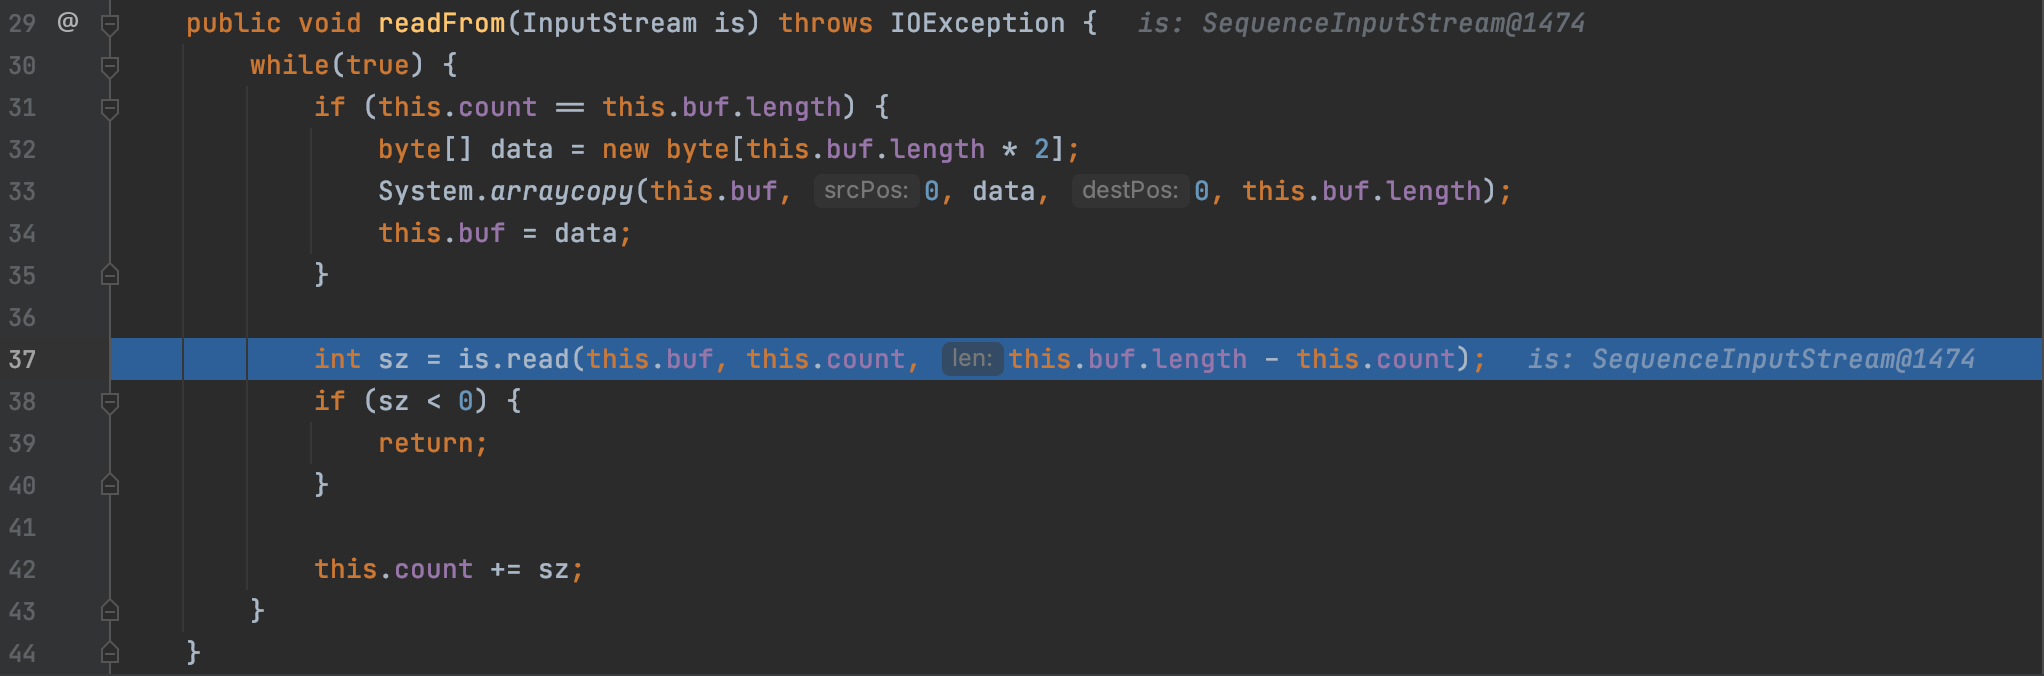 29 @ public void readFrom(InputStream is) throws IOException { is: SequenceInputStream@1474
30 while(true) {
31 if (this.count == this.buf.length) {
32 byte[] data = new byte[this.buf.length * 2];
33 System.arraycopy(this.buf, srcPos: 0, data, destPos: 0, this.buf.length);
34 this.buf = data;
35 }
36
37 int sz = is.read(this.buf, this.count, len: this.buf.length - this.count); is: SequenceInputStream@1474
38 if (sz < 0) {
39 return;
40 }
41
42 this.count += sz;
43 }
44 }